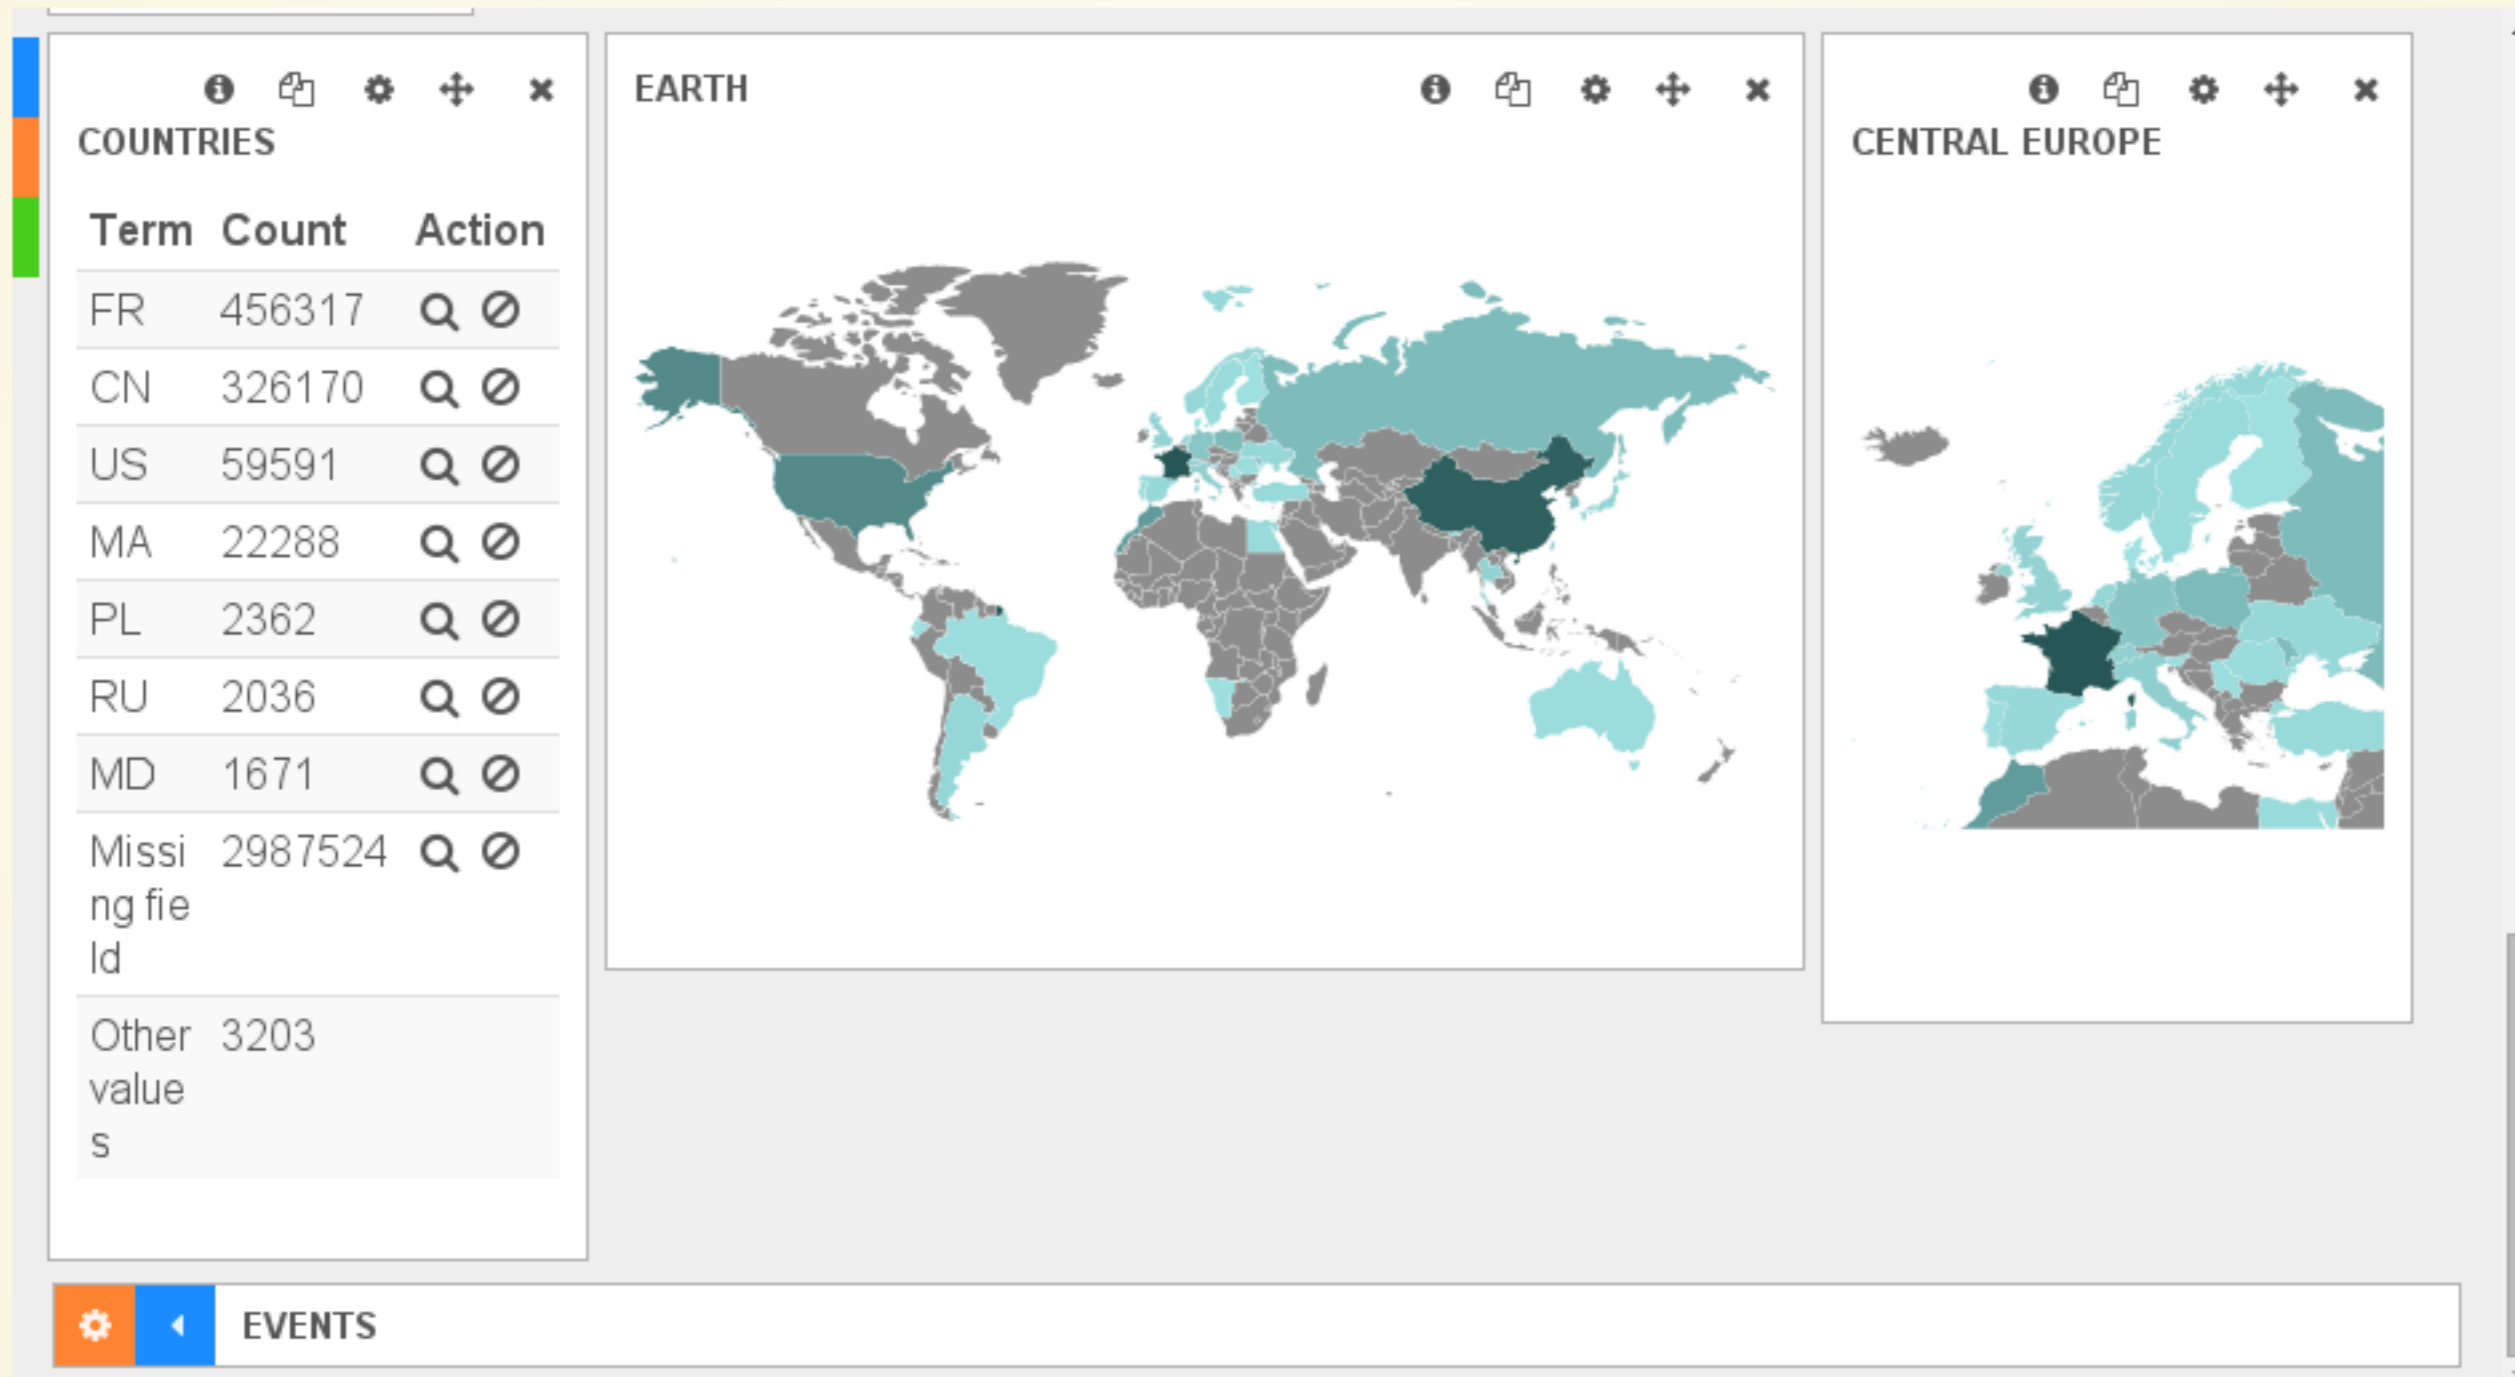 COUNTRIES
Term Count Action
FR 456317
CN 326170
US 59591
MA 22288
PL 2362
RU 2036
MD 1671
Missi 2987524
ng fie
ld
Other 3203
value
s
EARTH
CENTRAL EUROPE
EVENTS